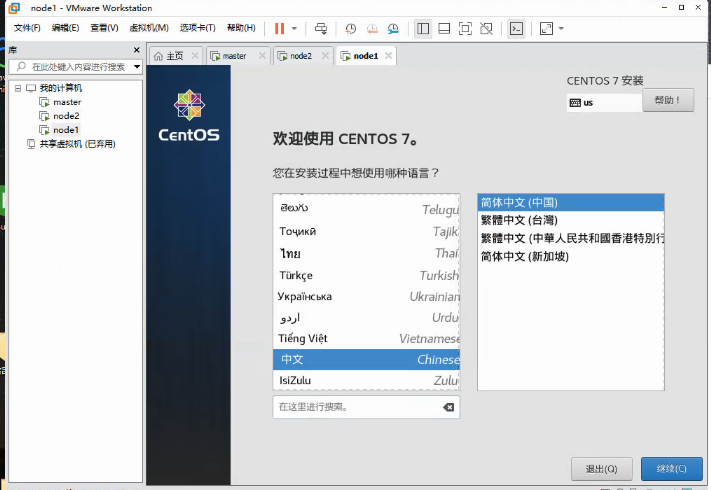 node1 - VMware Workstation
文件(F) 编辑(E) 查看(V) 虚拟机(M) 选项卡(T) 帮助(H)
库
在此处键入内容进行搜索
我的计算机
master
node2
node1
共享虚拟机 (已弃用)
主页 master node2 node1
CentOS
CENTOS 7 安装
us
帮助！
欢迎使用 CENTOS 7。
您在安装过程中想使用哪种语言？
తెలుగు Telugu
Тоҷикӣ Tajik
ไทย Thai
Türkçe Turkish
Українська Ukrainian
اردو Urdu
Tiếng Việt Vietnamese
中文 Chinese
IsiZulu Zulu
简体中文 (中国)
繁體中文 (台灣)
繁體中文 (中華人民共和國香港特別行
简体中文 (新加坡)
在这里进行搜索。
退出(Q)
继续(C)